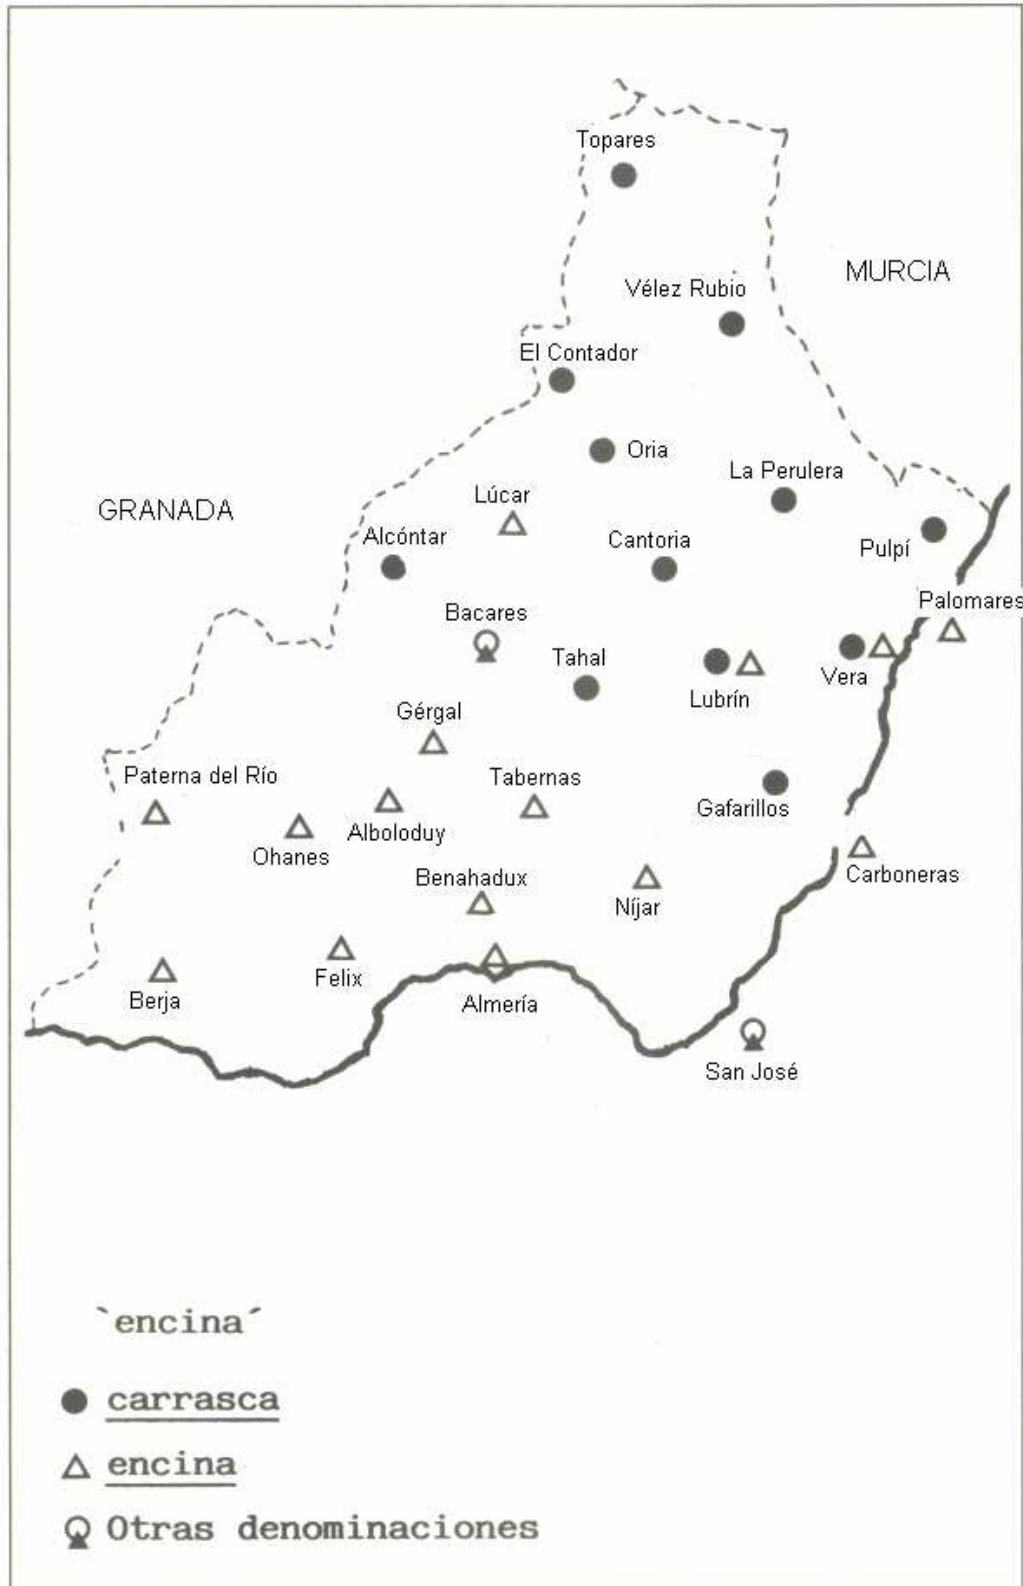 Topares
MURCIA
Vélez Rubio
El Contador
Oria
La Perulera
Lúcar
GRANADA
Alcóntar
Cantoria
Pulpí
Palomares
Bacares
Tahal
Vera
Lubrín
Gérgal
Paterna del Río
Tabernas
Gafarillos
Alboloduy
Ohanes
Benahadux
Carboneras
Níjar
Felix
Berja
Almería
San José
`encina´
carrasca
encina
Otras denominaciones